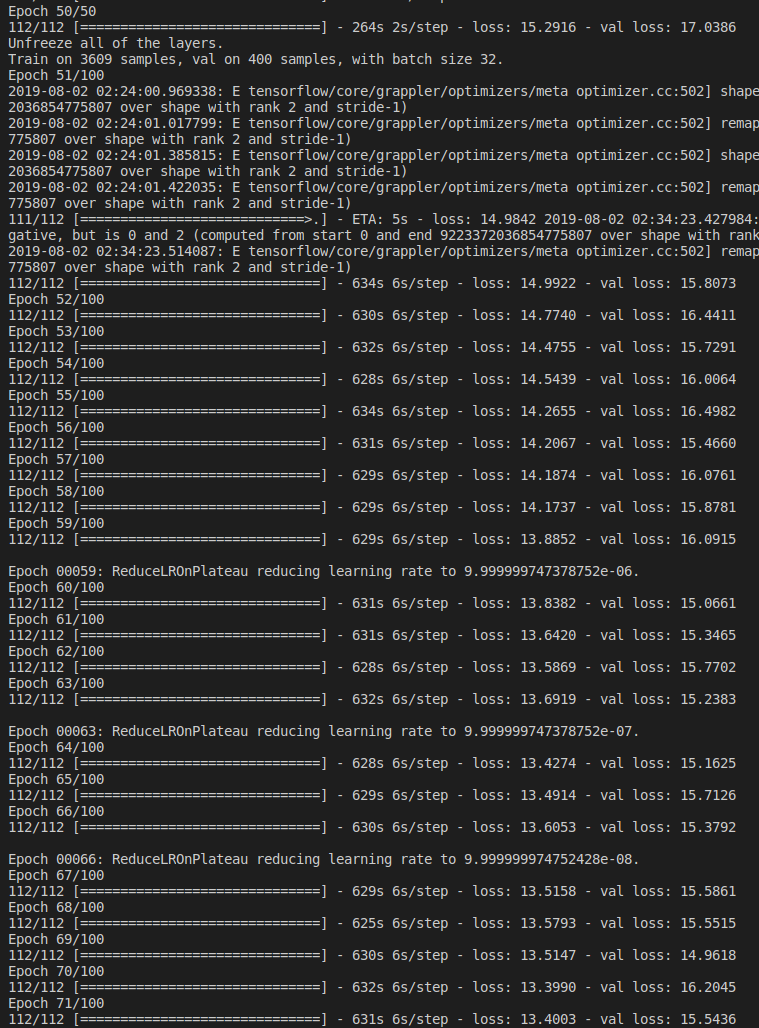 Epoch 50/50
112/112 [==============================] - 264s 2s/step - loss: 15.2916 - val loss: 17.0386
Unfreeze all of the layers.
Train on 3609 samples, val on 400 samples, with batch size 32.
Epoch 51/100
2019-08-02 02:24:00.969338: E tensorflow/core/grappler/optimizers/meta optimizer.cc:502] shape
2036854775807 over shape with rank 2 and stride-1)
2019-08-02 02:24:01.017799: E tensorflow/core/grappler/optimizers/meta optimizer.cc:502] remap
775807 over shape with rank 2 and stride-1)
2019-08-02 02:24:01.385815: E tensorflow/core/grappler/optimizers/meta optimizer.cc:502] shape
2036854775807 over shape with rank 2 and stride-1)
2019-08-02 02:24:01.422035: E tensorflow/core/grappler/optimizers/meta optimizer.cc:502] remap
775807 over shape with rank 2 and stride-1)
111/112 [============================>.] - ETA: 5s - loss: 14.9842 2019-08-02 02:34:23.427984:
gative, but is 0 and 2 (computed from start 0 and end 9223372036854775807 over shape with rank
2019-08-02 02:34:23.514087: E tensorflow/core/grappler/optimizers/meta optimizer.cc:502] remap
775807 over shape with rank 2 and stride-1)
112/112 [==============================] - 634s 6s/step - loss: 14.9922 - val loss: 15.8073
Epoch 52/100
112/112 [==============================] - 630s 6s/step - loss: 14.7740 - val loss: 16.4411
Epoch 53/100
112/112 [==============================] - 632s 6s/step - loss: 14.4755 - val loss: 15.7291
Epoch 54/100
112/112 [==============================] - 628s 6s/step - loss: 14.5439 - val loss: 16.0064
Epoch 55/100
112/112 [==============================] - 634s 6s/step - loss: 14.2655 - val loss: 16.4982
Epoch 56/100
112/112 [==============================] - 631s 6s/step - loss: 14.2067 - val loss: 15.4660
Epoch 57/100
112/112 [==============================] - 629s 6s/step - loss: 14.1874 - val loss: 16.0761
Epoch 58/100
112/112 [==============================] - 629s 6s/step - loss: 14.1737 - val loss: 15.8781
Epoch 59/100
112/112 [==============================] - 629s 6s/step - loss: 13.8852 - val loss: 16.0915
Epoch 00059: ReduceLROnPlateau reducing learning rate to 9.999999747378752e-06.
Epoch 60/100
112/112 [==============================] - 631s 6s/step - loss: 13.8382 - val loss: 15.0661
Epoch 61/100
112/112 [==============================] - 631s 6s/step - loss: 13.6420 - val loss: 15.3465
Epoch 62/100
112/112 [==============================] - 628s 6s/step - loss: 13.5869 - val loss: 15.7702
Epoch 63/100
112/112 [==============================] - 632s 6s/step - loss: 13.6919 - val loss: 15.2383
Epoch 00063: ReduceLROnPlateau reducing learning rate to 9.999999747378752e-07.
Epoch 64/100
112/112 [==============================] - 628s 6s/step - loss: 13.4274 - val loss: 15.1625
Epoch 65/100
112/112 [==============================] - 629s 6s/step - loss: 13.4914 - val loss: 15.7126
Epoch 66/100
112/112 [==============================] - 630s 6s/step - loss: 13.6053 - val loss: 15.3792
Epoch 00066: ReduceLROnPlateau reducing learning rate to 9.999999974752428e-08.
Epoch 67/100
112/112 [==============================] - 629s 6s/step - loss: 13.5158 - val loss: 15.5861
Epoch 68/100
112/112 [==============================] - 625s 6s/step - loss: 13.5793 - val loss: 15.5515
Epoch 69/100
112/112 [==============================] - 630s 6s/step - loss: 13.5147 - val loss: 14.9618
Epoch 70/100
112/112 [==============================] - 632s 6s/step - loss: 13.3990 - val loss: 16.2045
Epoch 71/100
112/112 [==============================] - 631s 6s/step - loss: 13.4003 - val loss: 15.5436